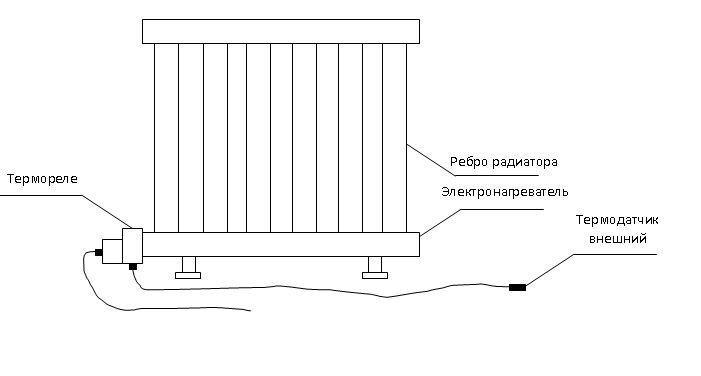 Ребро радиатора
Термореле
Электронагреватель
Термодатчик
внешний